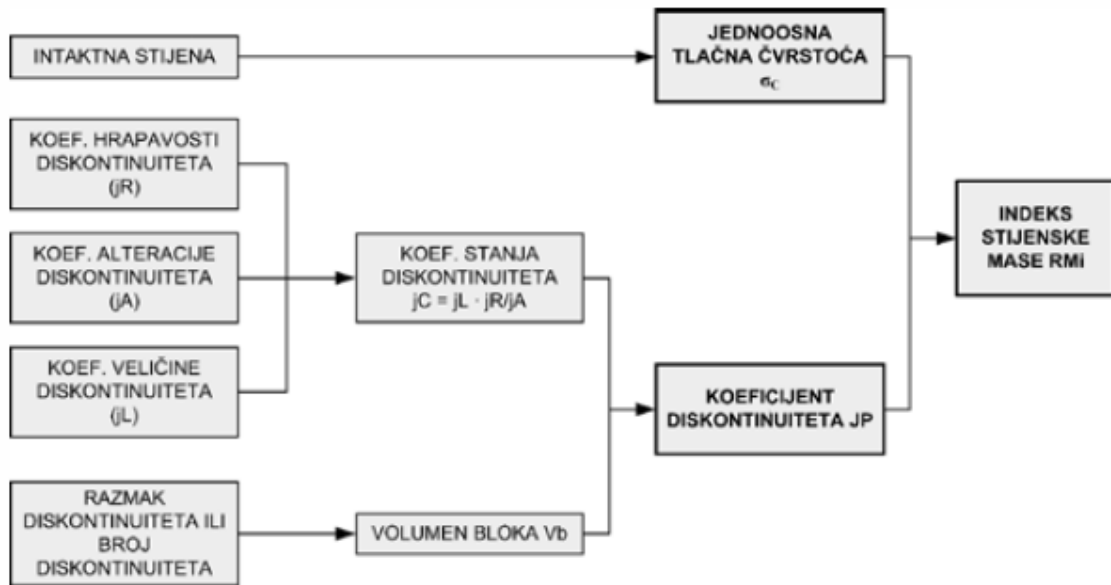 INTAKTNA STIJENA
JEDNOOSNA
TLAČNA ČVRSTOĆA
σc
KOEF. HRAPAVOSTI
DISKONTINUITETA
(jR)
KOEF. ALTERACIJE
DISKONTINUITETA
(jA)
KOEF. VELIČINE
DISKONTINUITETA
(jL)
KOEF. STANJA
DISKONTINUITETA
jC = jL · jR/jA
INDEKS
STIJENSKE
MASE RMi
KOEFICIJENT
DISKONTINUITETA JP
RAZMAK
DISKONTINUITETA ILI
BROJ
DISKONTINUITETA
VOLUMEN BLOKA Vb